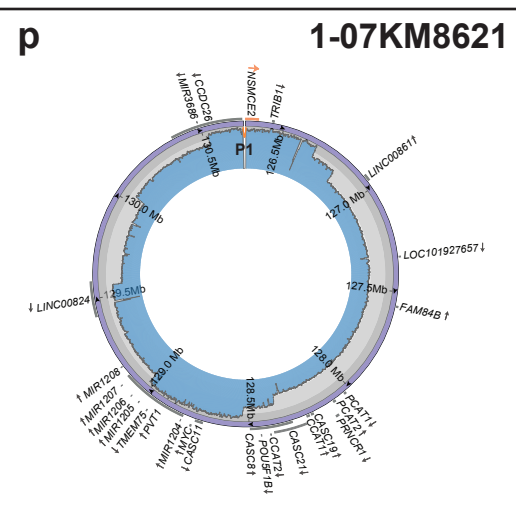 p
1-07KM8621
↑NSMCE2
TRIB1↓
LINC00861↑
LOC101927657↓
FAM84B ↑
PCAT1↓
PCAT2↑
↑PRNCR1↓
CASC19↑
CCAT1↑
CASC21↓
CCAT2↓
POU5F1B↓
CASC8↑
↓CASC11
↑MYC
↑MIR1204
↑PVT1
↓TMEM75
↑MIR1205
↑MIR1206
↑MIR1207
↑MIR1208
↓ LINC00824
↓MIR3686
↓CCDC26
P1
126.5Mb
127.0 Mb
127.5Mb
128.0 Mb
128.5Mb
129.0 Mb
129.5Mb
130.0 Mb
130.5Mb